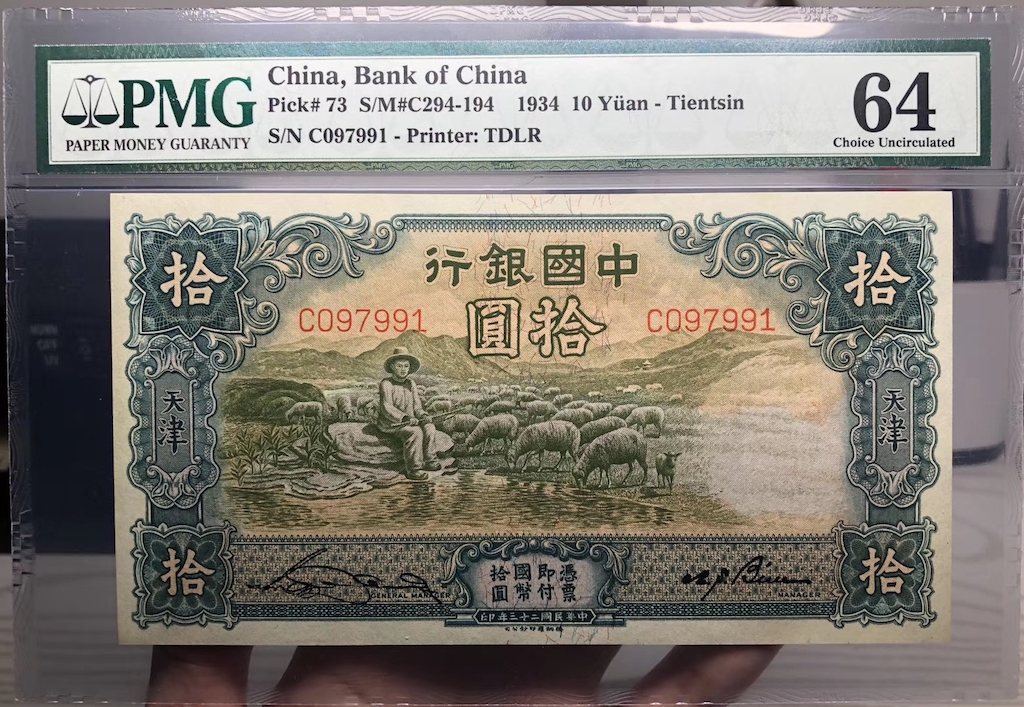 PMG
PAPER MONEY GUARANTY
China, Bank of China
Pick# 73 S/M#C294-194 1934 10 Yüan - Tientsin
S/N C097991 - Printer: TDLR
64
Choice Uncirculated
拾
拾
中國銀行
C097991
拾圓
C097991
天津
天津
拾
拾
憑票
即付
國幣
拾圓
GENERAL MANAGER
MANAGER
中華民國二十三年印